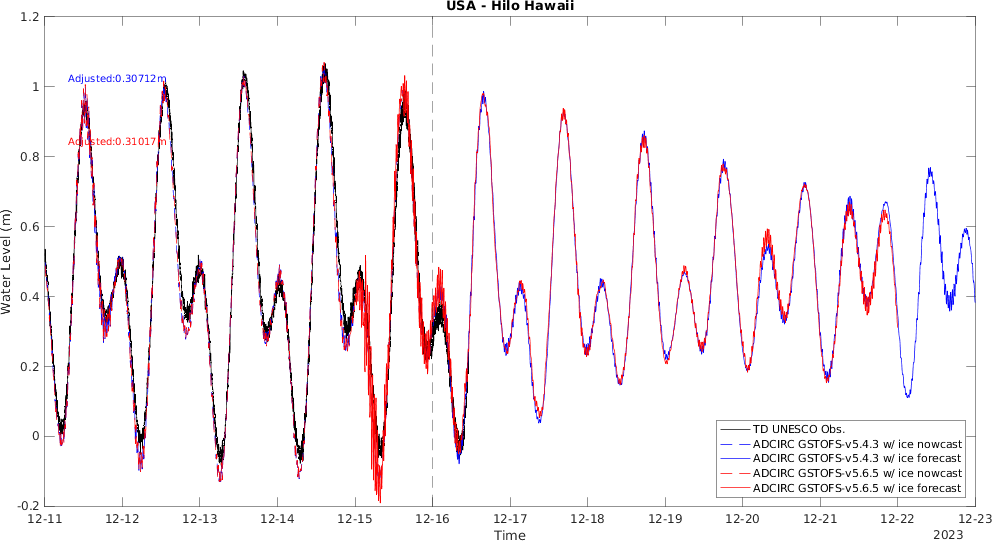 USA - Hilo Hawaii
1.2
1
0.8
0.6
0.4
0.2
0
-0.2
Water Level (m)
Adjusted:0.30712m
Adjusted:0.31017m
TD UNESCO Obs.
ADCIRC GSTOFS-v5.4.3 w/ ice nowcast
ADCIRC GSTOFS-v5.4.3 w/ ice forecast
ADCIRC GSTOFS-v5.6.5 w/ ice nowcast
ADCIRC GSTOFS-v5.6.5 w/ ice forecast
12-11 12-12 12-13 12-14 12-15 12-16 12-17 12-18 12-19 12-20 12-21 12-22 12-23
Time
2023